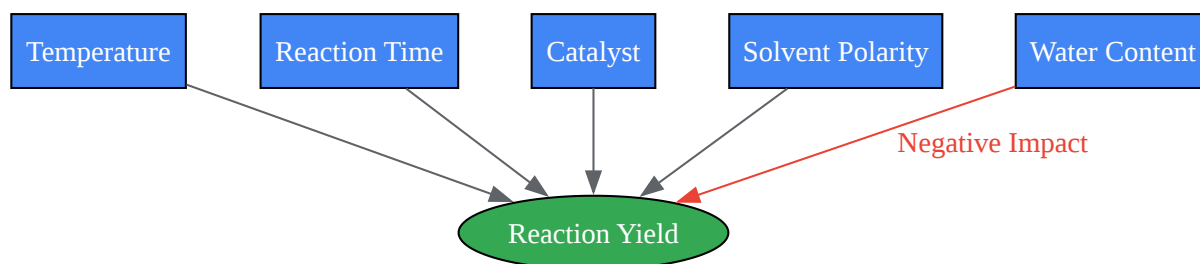 Temperature
Reaction Time
Catalyst
Solvent Polarity
Water Content
Negative Impact
Reaction Yield